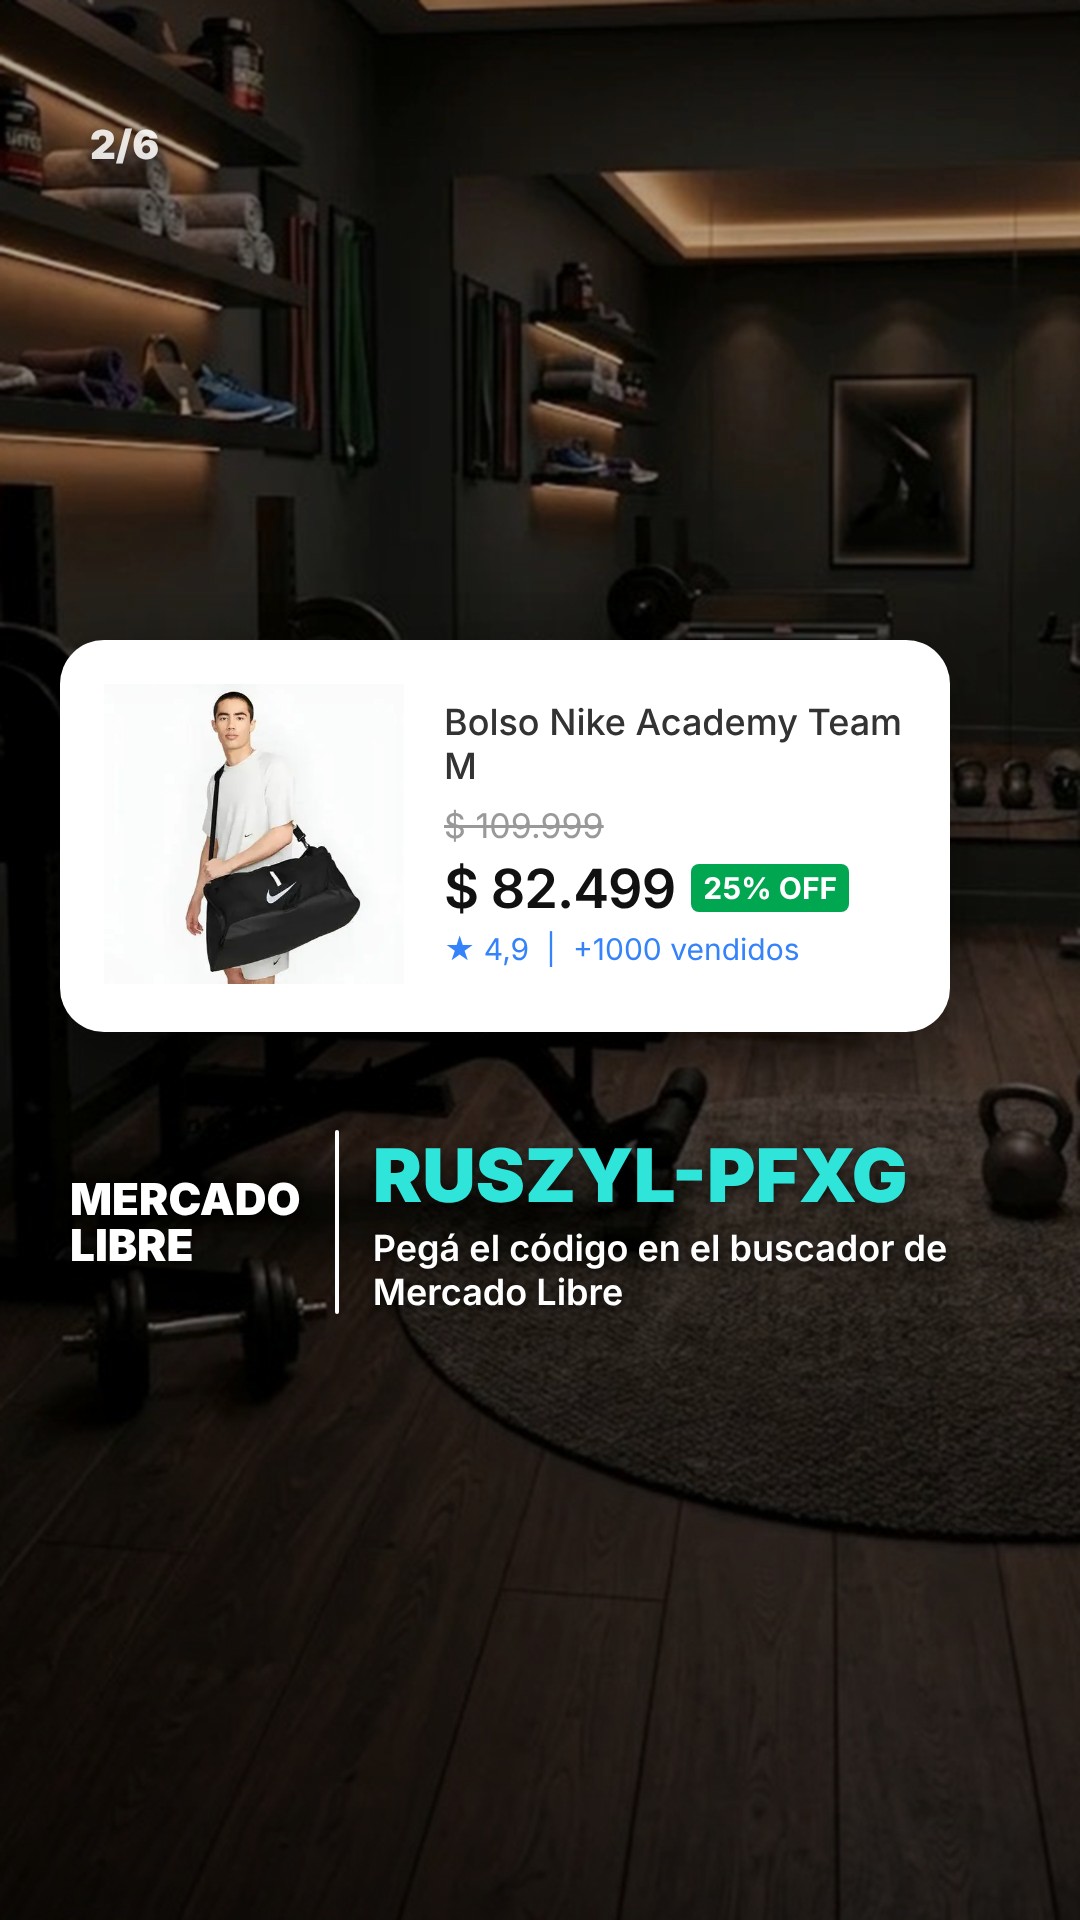 2/6
Bolso Nike Academy Team
M
$ 109.999
$ 82.499 25% OFF
★ 4,9 | +1000 vendidos
MERCADO
LIBRE
RUSZYL-PFXG
Pegá el código en el buscador de
Mercado Libre